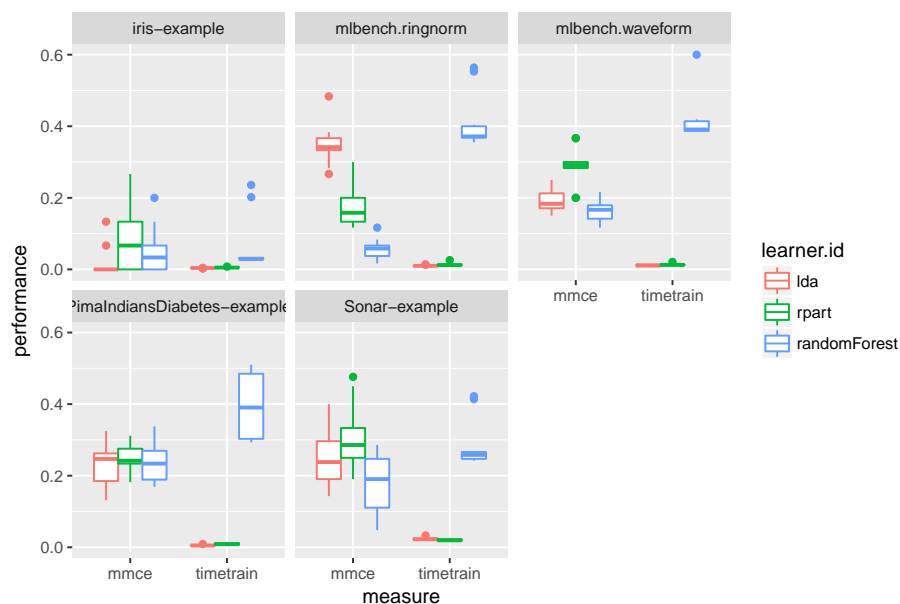 iris−example
mlbench.ringnorm
mlbench.waveform
0.6
0.4
0.2
0.0
mmce
timetrain
PimaIndiansDiabetes−example
Sonar−example
0.6
0.4
0.2
0.0
mmce
timetrain
mmce
timetrain
measure
performance
learner.id
lda
rpart
randomForest